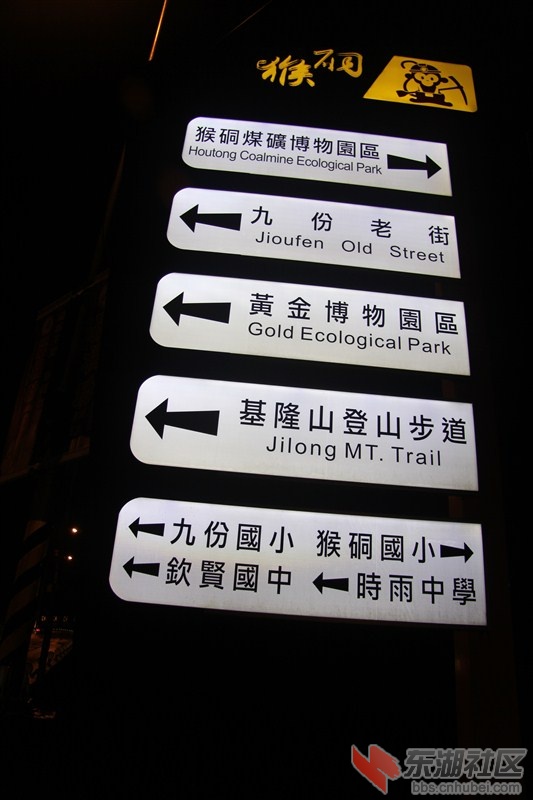 猴硐
猴硐煤礦博物園區
Houtong Coalmine Ecological Park
九份老街
Jioufen Old Street
黃金博物園區
Gold Ecological Park
基隆山登山步道
Jilong MT. Trail
九份國小 猴硐國小
欽賢國中 時雨中學
东湖社区
bbs.cnhubei.com